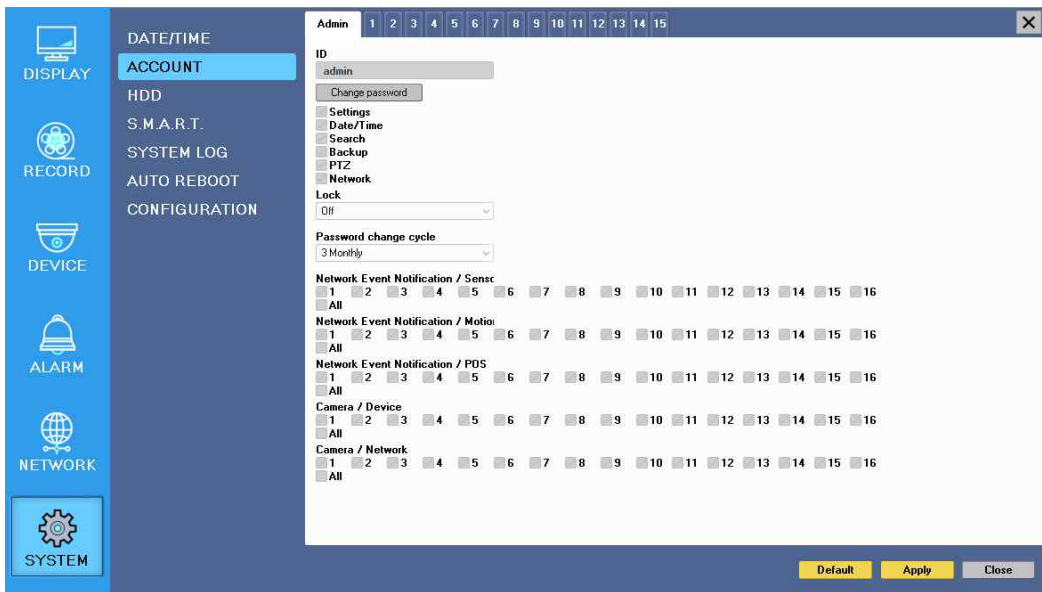 DISPLAY
RECORD
DEVICE
ALARM
NETWORK
SYSTEM
DATE/TIME
ACCOUNT
HDD
S.M.A.R.T.
SYSTEM LOG
AUTO REBOOT
CONFIGURATION
Admin 1 2 3 4 5 6 7 8 9 10 11 12 13 14 15
ID
admin
Change password
Settings
Date/Time
Search
Backup
PTZ
Network
Lock
Off
Password change cycle
3 Monthly
Network Event Notification / Sensc
1 2 3 4 5 6 7 8 9 10 11 12 13 14 15 16
All
Network Event Notification / Motio
1 2 3 4 5 6 7 8 9 10 11 12 13 14 15 16
All
Network Event Notification / POS
1 2 3 4 5 6 7 8 9 10 11 12 13 14 15 16
All
Camera / Device
1 2 3 4 5 6 7 8 9 10 11 12 13 14 15 16
All
Camera / Network
1 2 3 4 5 6 7 8 9 10 11 12 13 14 15 16
All
Default Apply Close